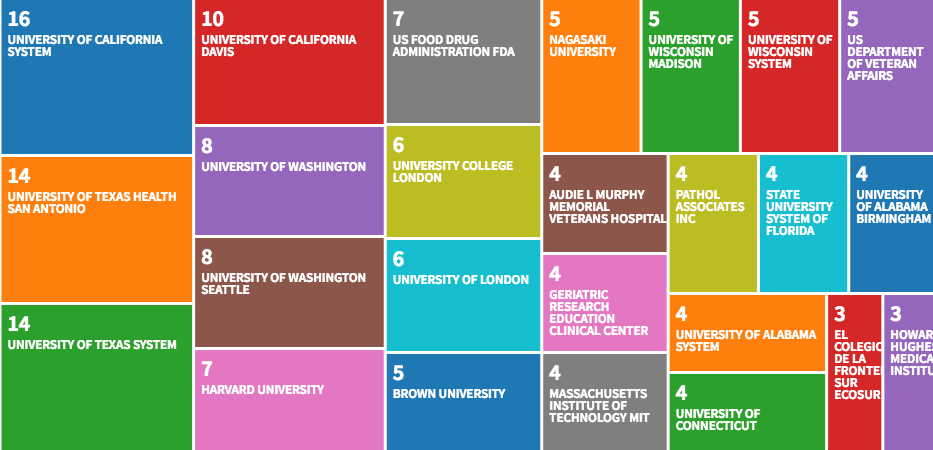 16
UNIVERSITY OF CALIFORNIA
SYSTEM
14
UNIVERSITY OF TEXAS HEALTH
SAN ANTONIO
14
UNIVERSITY OF TEXAS SYSTEM
10
UNIVERSITY OF CALIFORNIA
DAVIS
8
UNIVERSITY OF WASHINGTON
8
UNIVERSITY OF WASHINGTON
SEATTLE
7
HARVARD UNIVERSITY
7
US FOOD DRUG
ADMINISTRATION FDA
6
UNIVERSITY COLLEGE
LONDON
6
UNIVERSITY OF LONDON
5
BROWN UNIVERSITY
5
NAGASAKI
UNIVERSITY
5
UNIVERSITY OF
WISCONSIN
MADISON
5
UNIVERSITY OF
WISCONSIN
SYSTEM
5
US
DEPARTMENT
OF VETERAN
AFFAIRS
4
AUDIE L MURPHY
MEMORIAL
VETERANS HOSPITAL
4
GERIATRIC
RESEARCH
EDUCATION
CLINICAL CENTER
4
MASSACHUSETTS
INSTITUTE OF
TECHNOLOGY MIT
4
PATHOL
ASSOCIATES
INC
4
STATE
UNIVERSITY
SYSTEM OF
FLORIDA
4
UNIVERSITY
OF ALABAMA
BIRMINGHAM
4
UNIVERSITY OF ALABAMA
SYSTEM
4
UNIVERSITY OF
CONNECTICUT
3
EL
COLEGIO
DE LA
FRONTE
SUR
ECOSUR
3
HOWAR
HUGHE
MEDICA
INSTITU